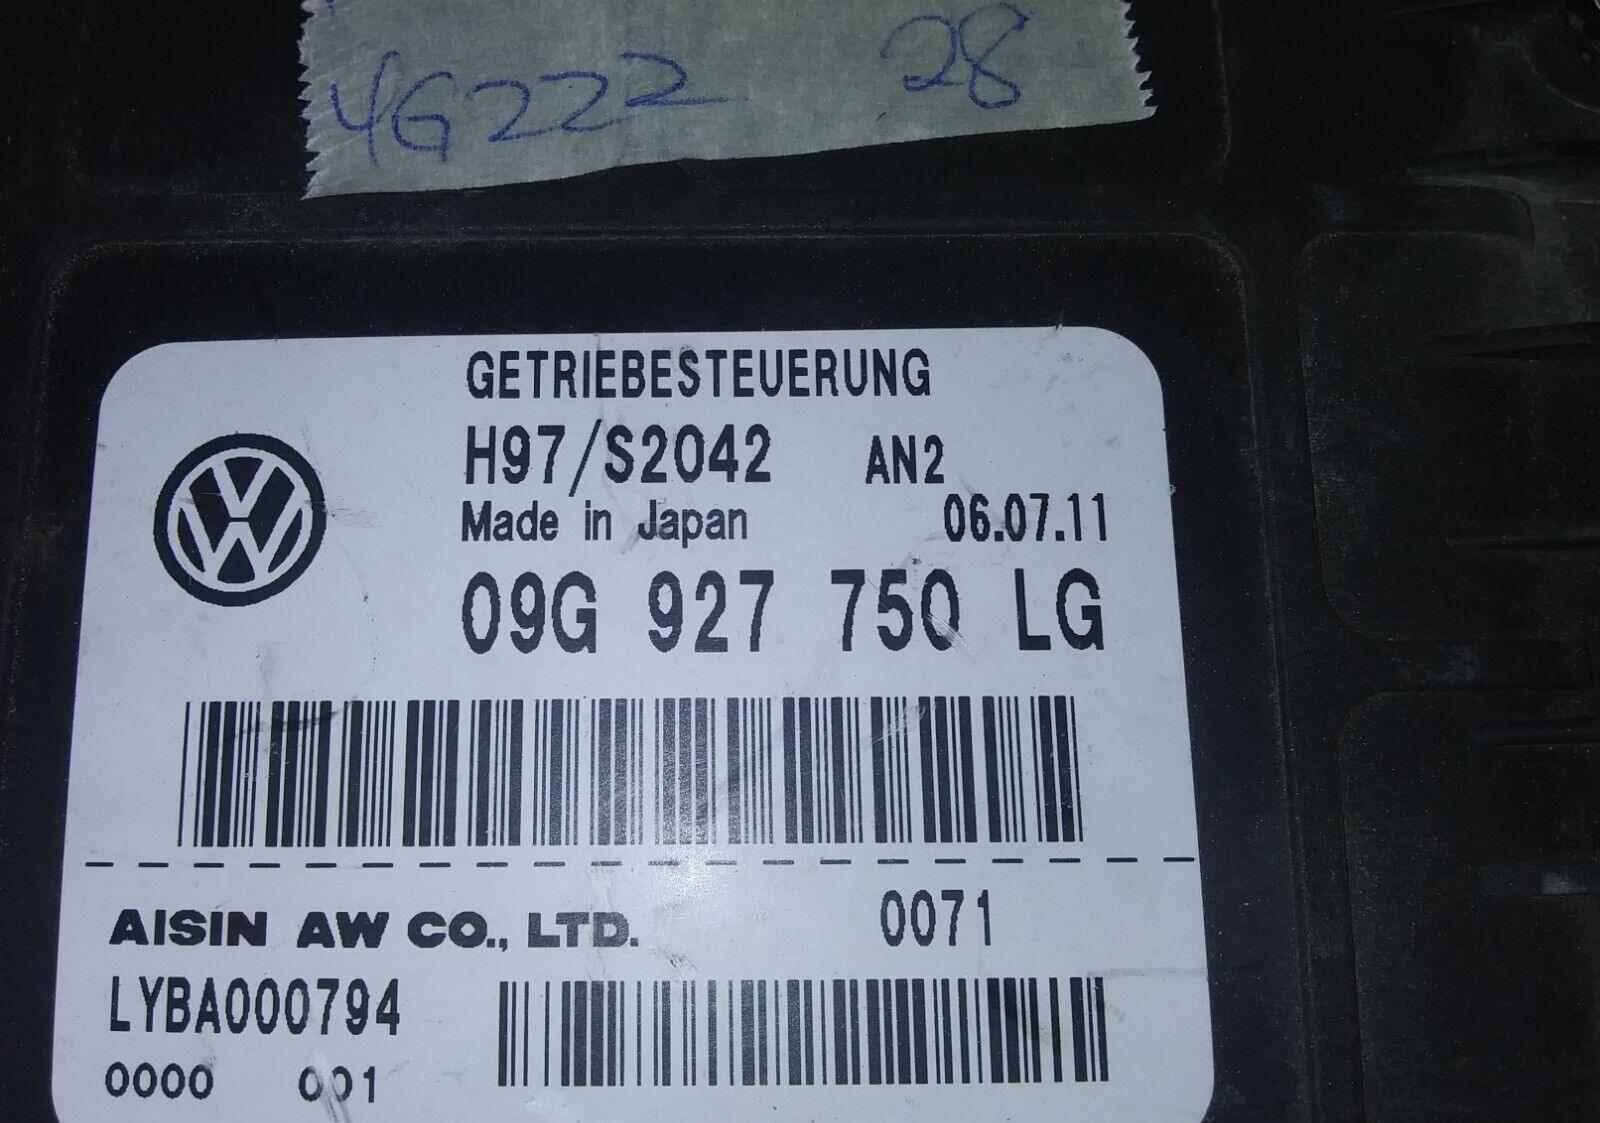 4G222 28
GETRIEBESTEUERUNG
H97/S2042 AN2
Made in Japan 06.07.11
09G 927 750 LG
AISIN AW CO., LTD. 0071
LYBA000794
0000 001